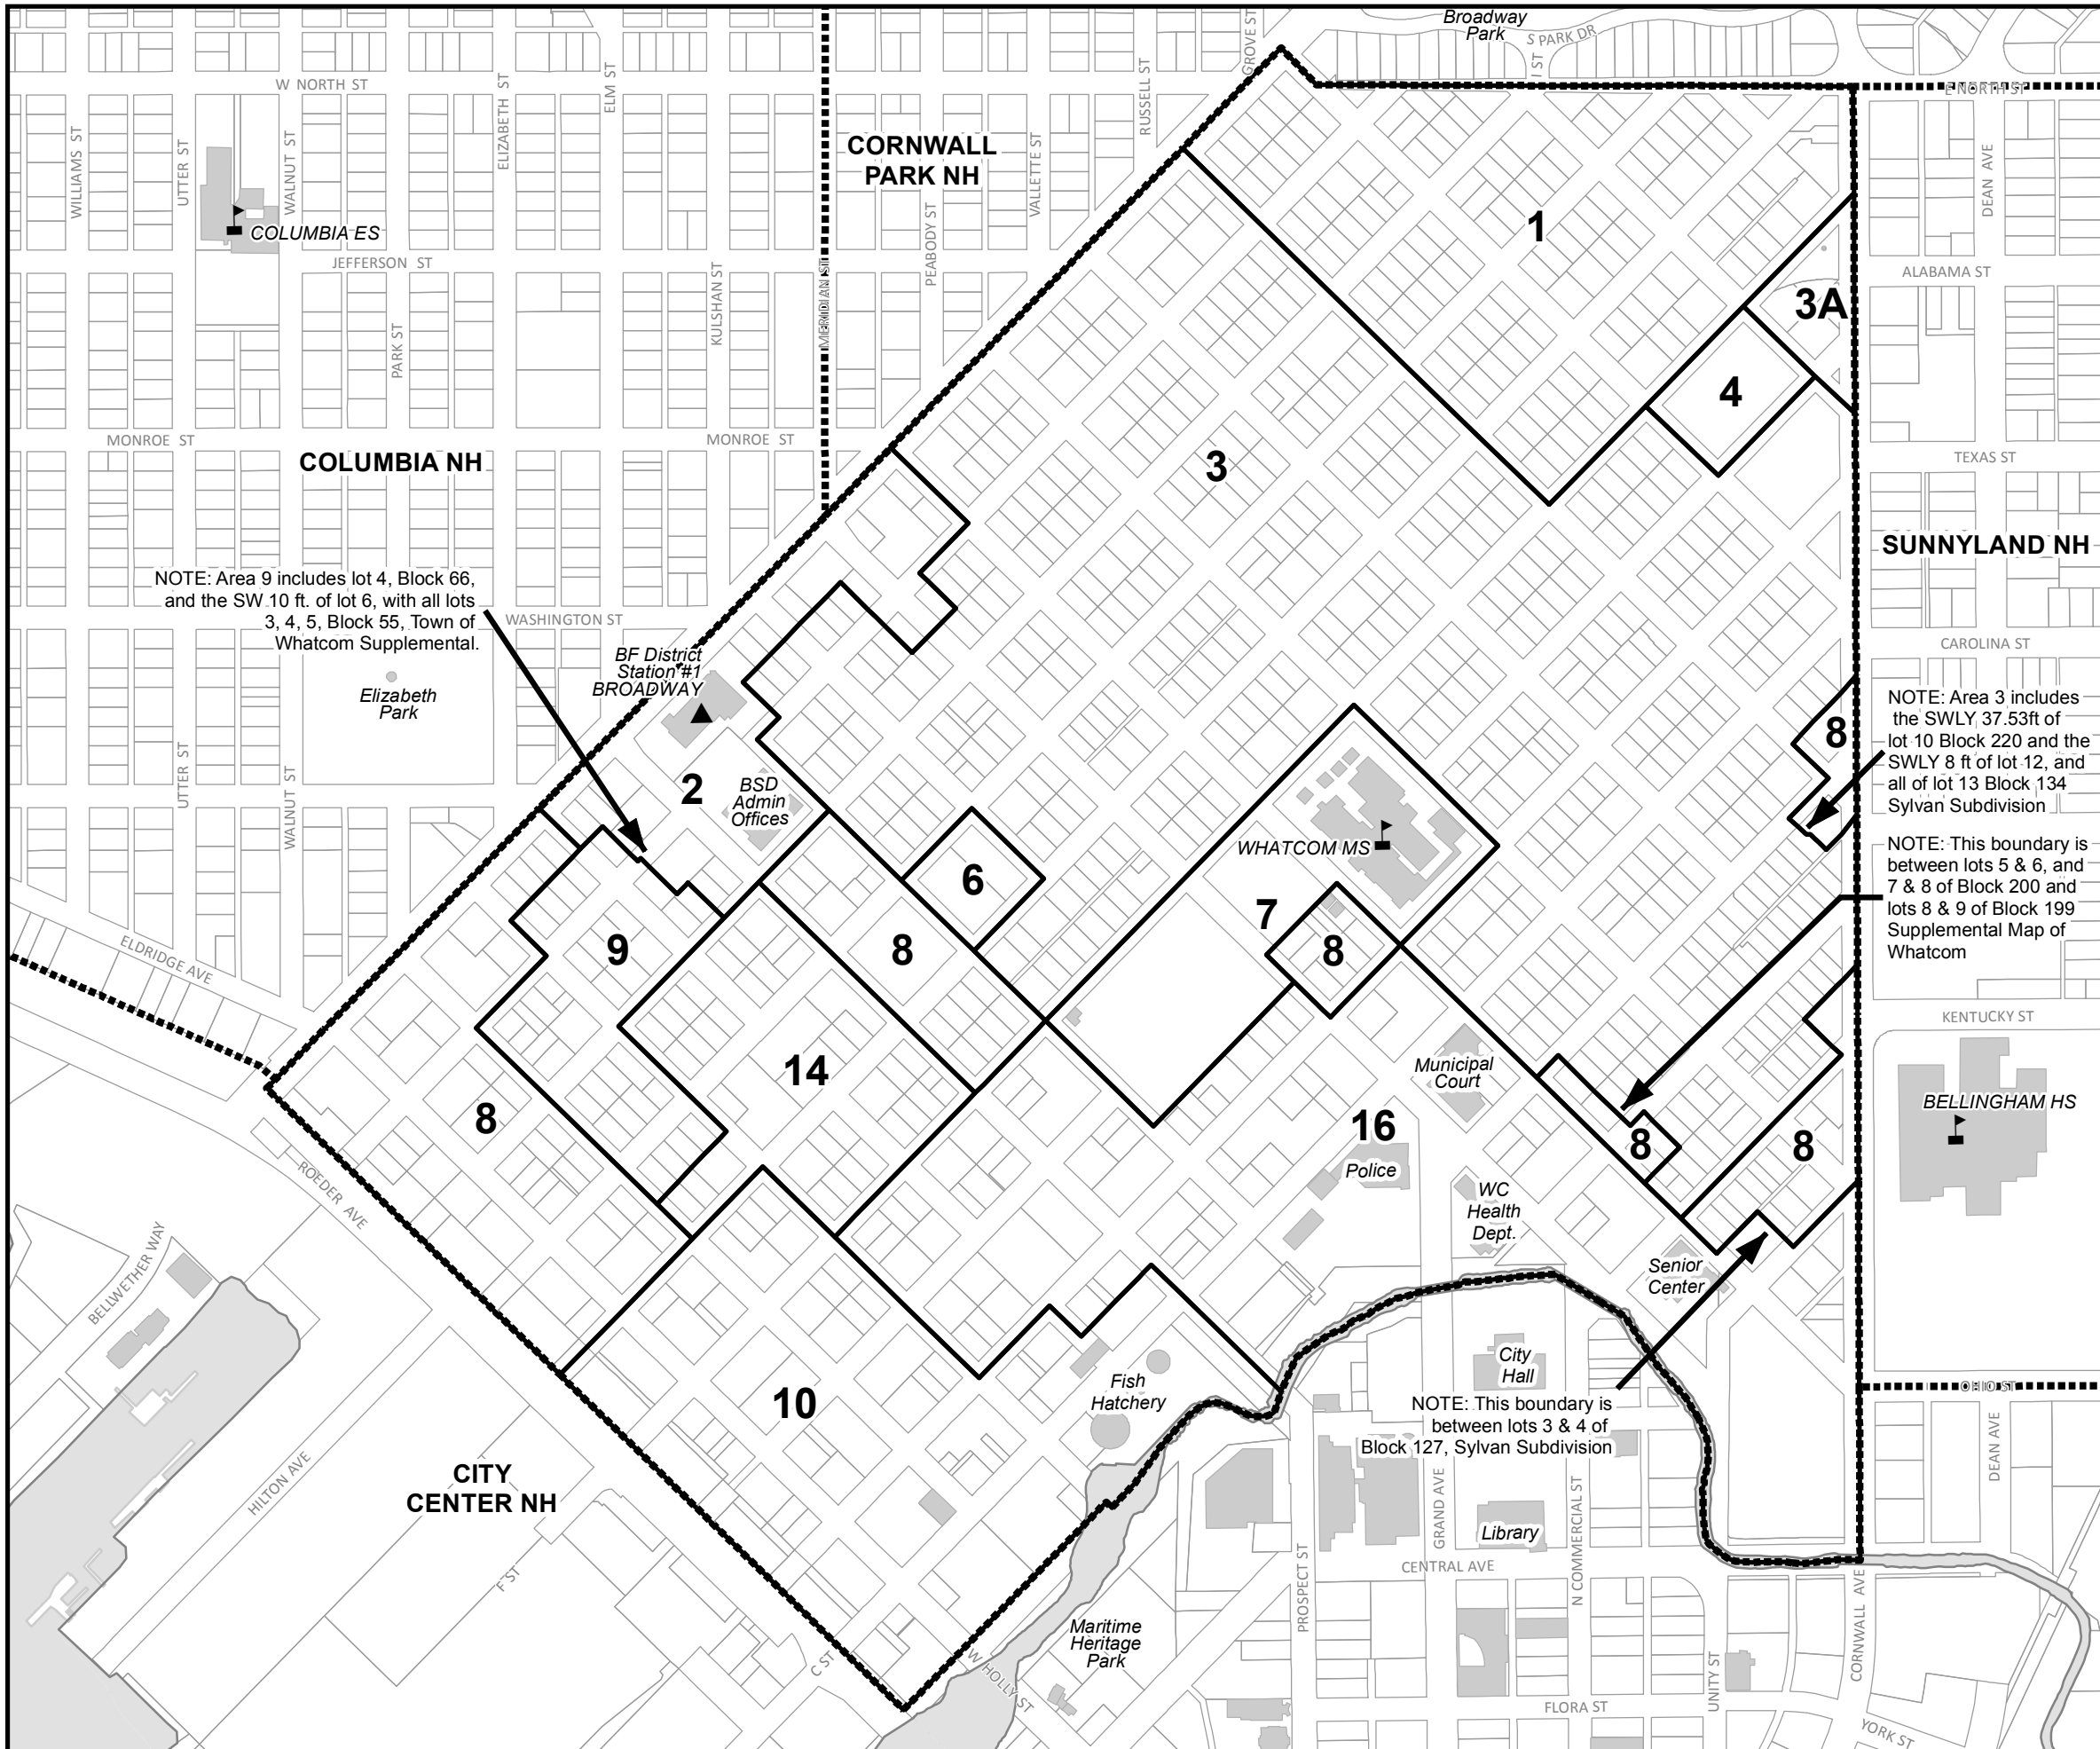 Broadway
Park
S PARK DR
I ST
GROVE ST
W NORTH ST
E NORTH ST
ELM ST
ELIZABETH ST
RUSSELL ST
WILLIAMS ST
UTTER ST
WALNUT ST
VALLETTE ST
DEAN AVE
CORNWALL
PARK NH
COLUMBIA ES
1
PEABODY ST
JEFFERSON ST
KULSHAN ST
MERIDIAN ST
ALABAMA ST
3A
PARK ST
4
MONROE ST
MONROE ST
COLUMBIA NH
3
TEXAS ST
SUNNYLAND NH
NOTE: Area 9 includes lot 4, Block 66,
and the SW 10 ft. of lot 6, with all lots
3, 4, 5, Block 55, Town of
Whatcom Supplemental.
WASHINGTON ST
CAROLINA ST
BF District
Station #1
BROADWAY
Elizabeth
Park
NOTE: Area 3 includes
the SWLY 37.53ft of
lot 10 Block 220 and the
SWLY 8 ft of lot 12, and
all of lot 13 Block 134
Sylvan Subdivision
8
UTTER ST
WALNUT ST
2
BSD
Admin
Offices
WHATCOM MS
NOTE: This boundary is
between lots 5 & 6, and
7 & 8 of Block 200 and
lots 8 & 9 of Block 199
Supplemental Map of
Whatcom
6
7
8
9
8
ELDRIDGE AVE
KENTUCKY ST
14
Municipal
Court
BELLINGHAM HS
8
16
8
8
Police
ROEDER AVE
WC
Health
Dept.
BELLWETHER WAY
Senior
Center
City
Hall
Fish
Hatchery
10
OHIO ST
NOTE: This boundary is
between lots 3 & 4 of
Block 127, Sylvan Subdivision
DEAN AVE
HILTON AVE
CITY
CENTER NH
GRAND AVE
N COMMERCIAL ST
Library
CENTRAL AVE
F ST
PROSPECT ST
CORNWALL AVE
Maritime
Heritage
Park
C ST
W HOLLY ST
UNITY ST
FLORA ST
YORK ST